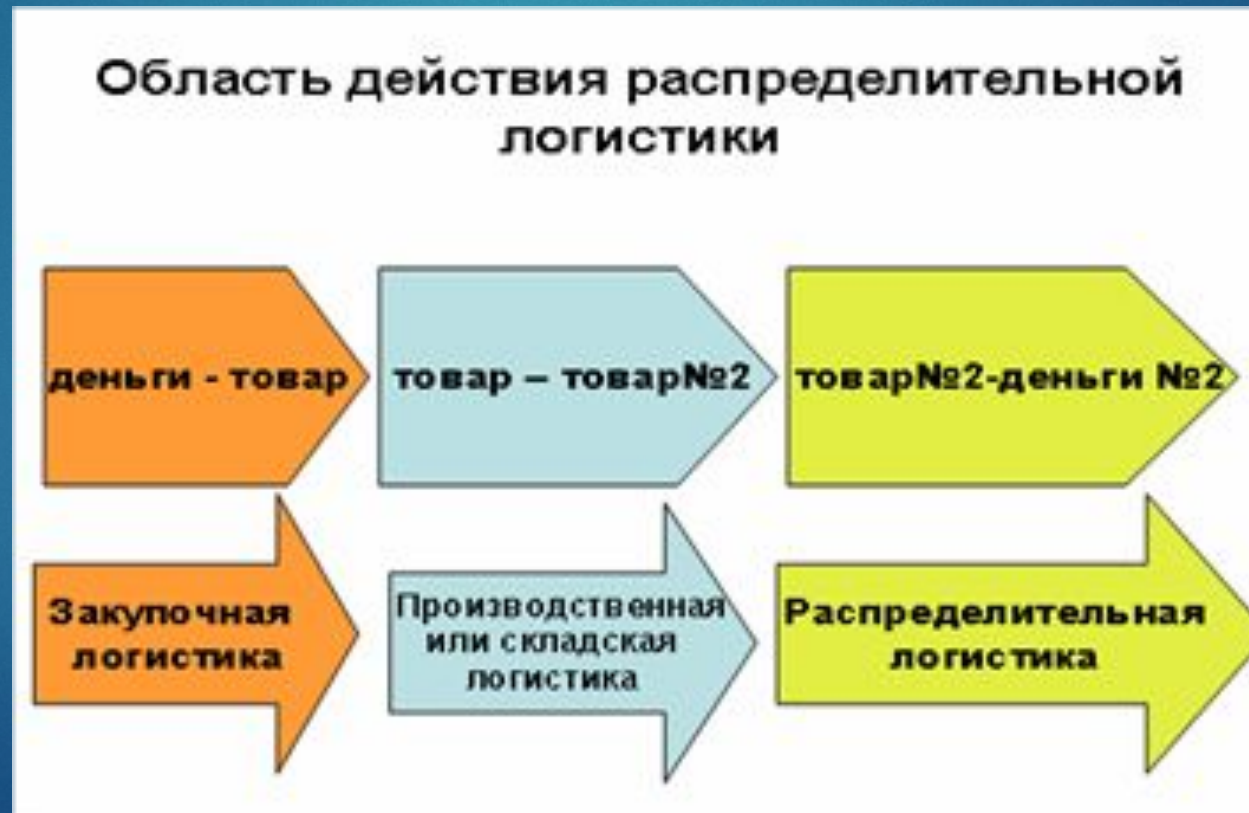 Область действия распределительной
логистики
деньги - товар
товар – товар№2
товар№2-деньги №2
Закупочная
логистика
Производственная
или складская
логистика
Распределительная
логистика